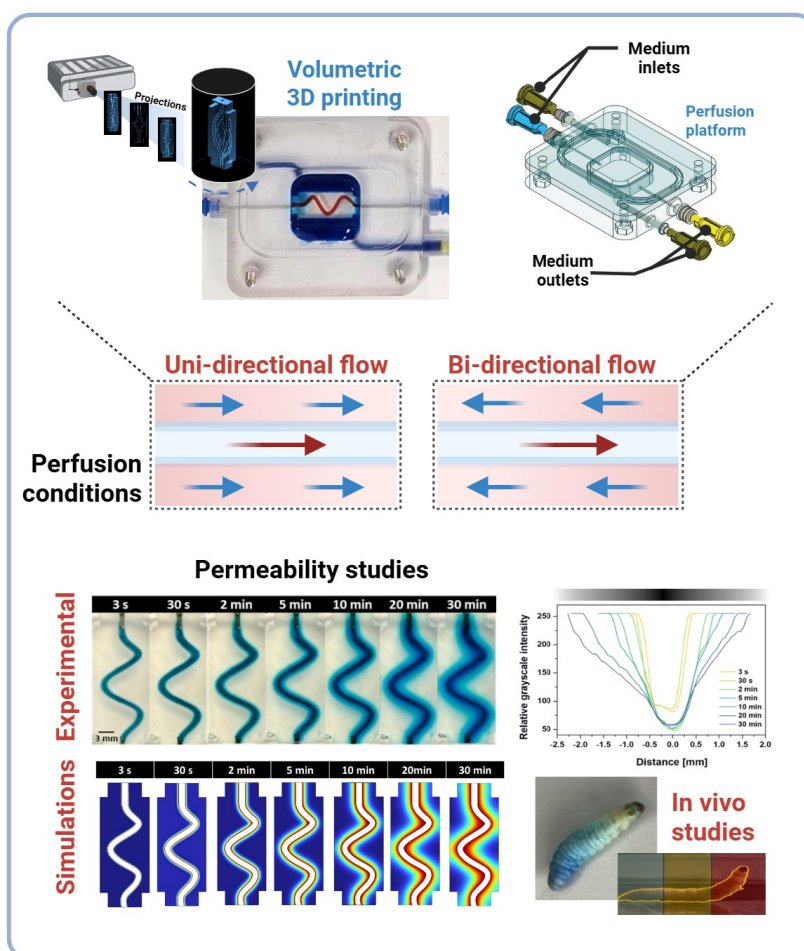 Volumetric
3D printing
Projections
Medium
inlets
Perfusion
platform
Medium
outlets
Uni-directional flow
Bi-directional flow
Perfusion
conditions
Permeability studies
Experimental
3 s
30 s
2 min
5 min
10 min
20 min
30 min
3 mm
Relative grayscale intensity
250
200
150
100
50
3 s
30 s
2 min
5 min
10 min
20 min
30 min
-2.5 -2.0 -1.5 -1.0 -0.5 0.0 0.5 1.0 1.5 2.0
Distance [mm]
Simulations
3 s
30 s
2 min
5 min
10 min
20min
30 min
In vivo
studies